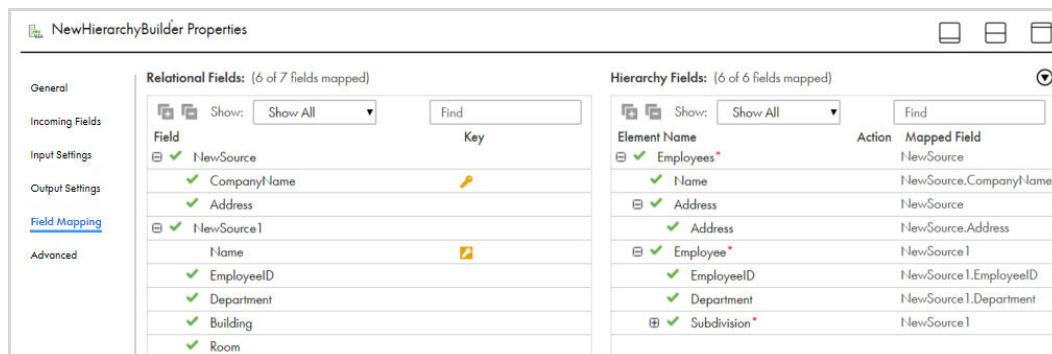 NewHierarchyBuilder Properties
General
Incoming Fields
Input Settings
Output Settings
Field Mapping
Advanced
Relational Fields: (6 of 7 fields mapped)
Show: Show All Find
Field Key
NewSource
CompanyName
Address
NewSource1
Name
EmployeeID
Department
Building
Room
Hierarchy Fields: (6 of 6 fields mapped)
Show: Show All Find
Element Name Action Mapped Field
Employees* NewSource
Name NewSource.CompanyName
Address NewSource
Address NewSource.Address
Employee* NewSource1
EmployeeID NewSource1.EmployeeID
Department NewSource1.Department
Subdivision* NewSource1